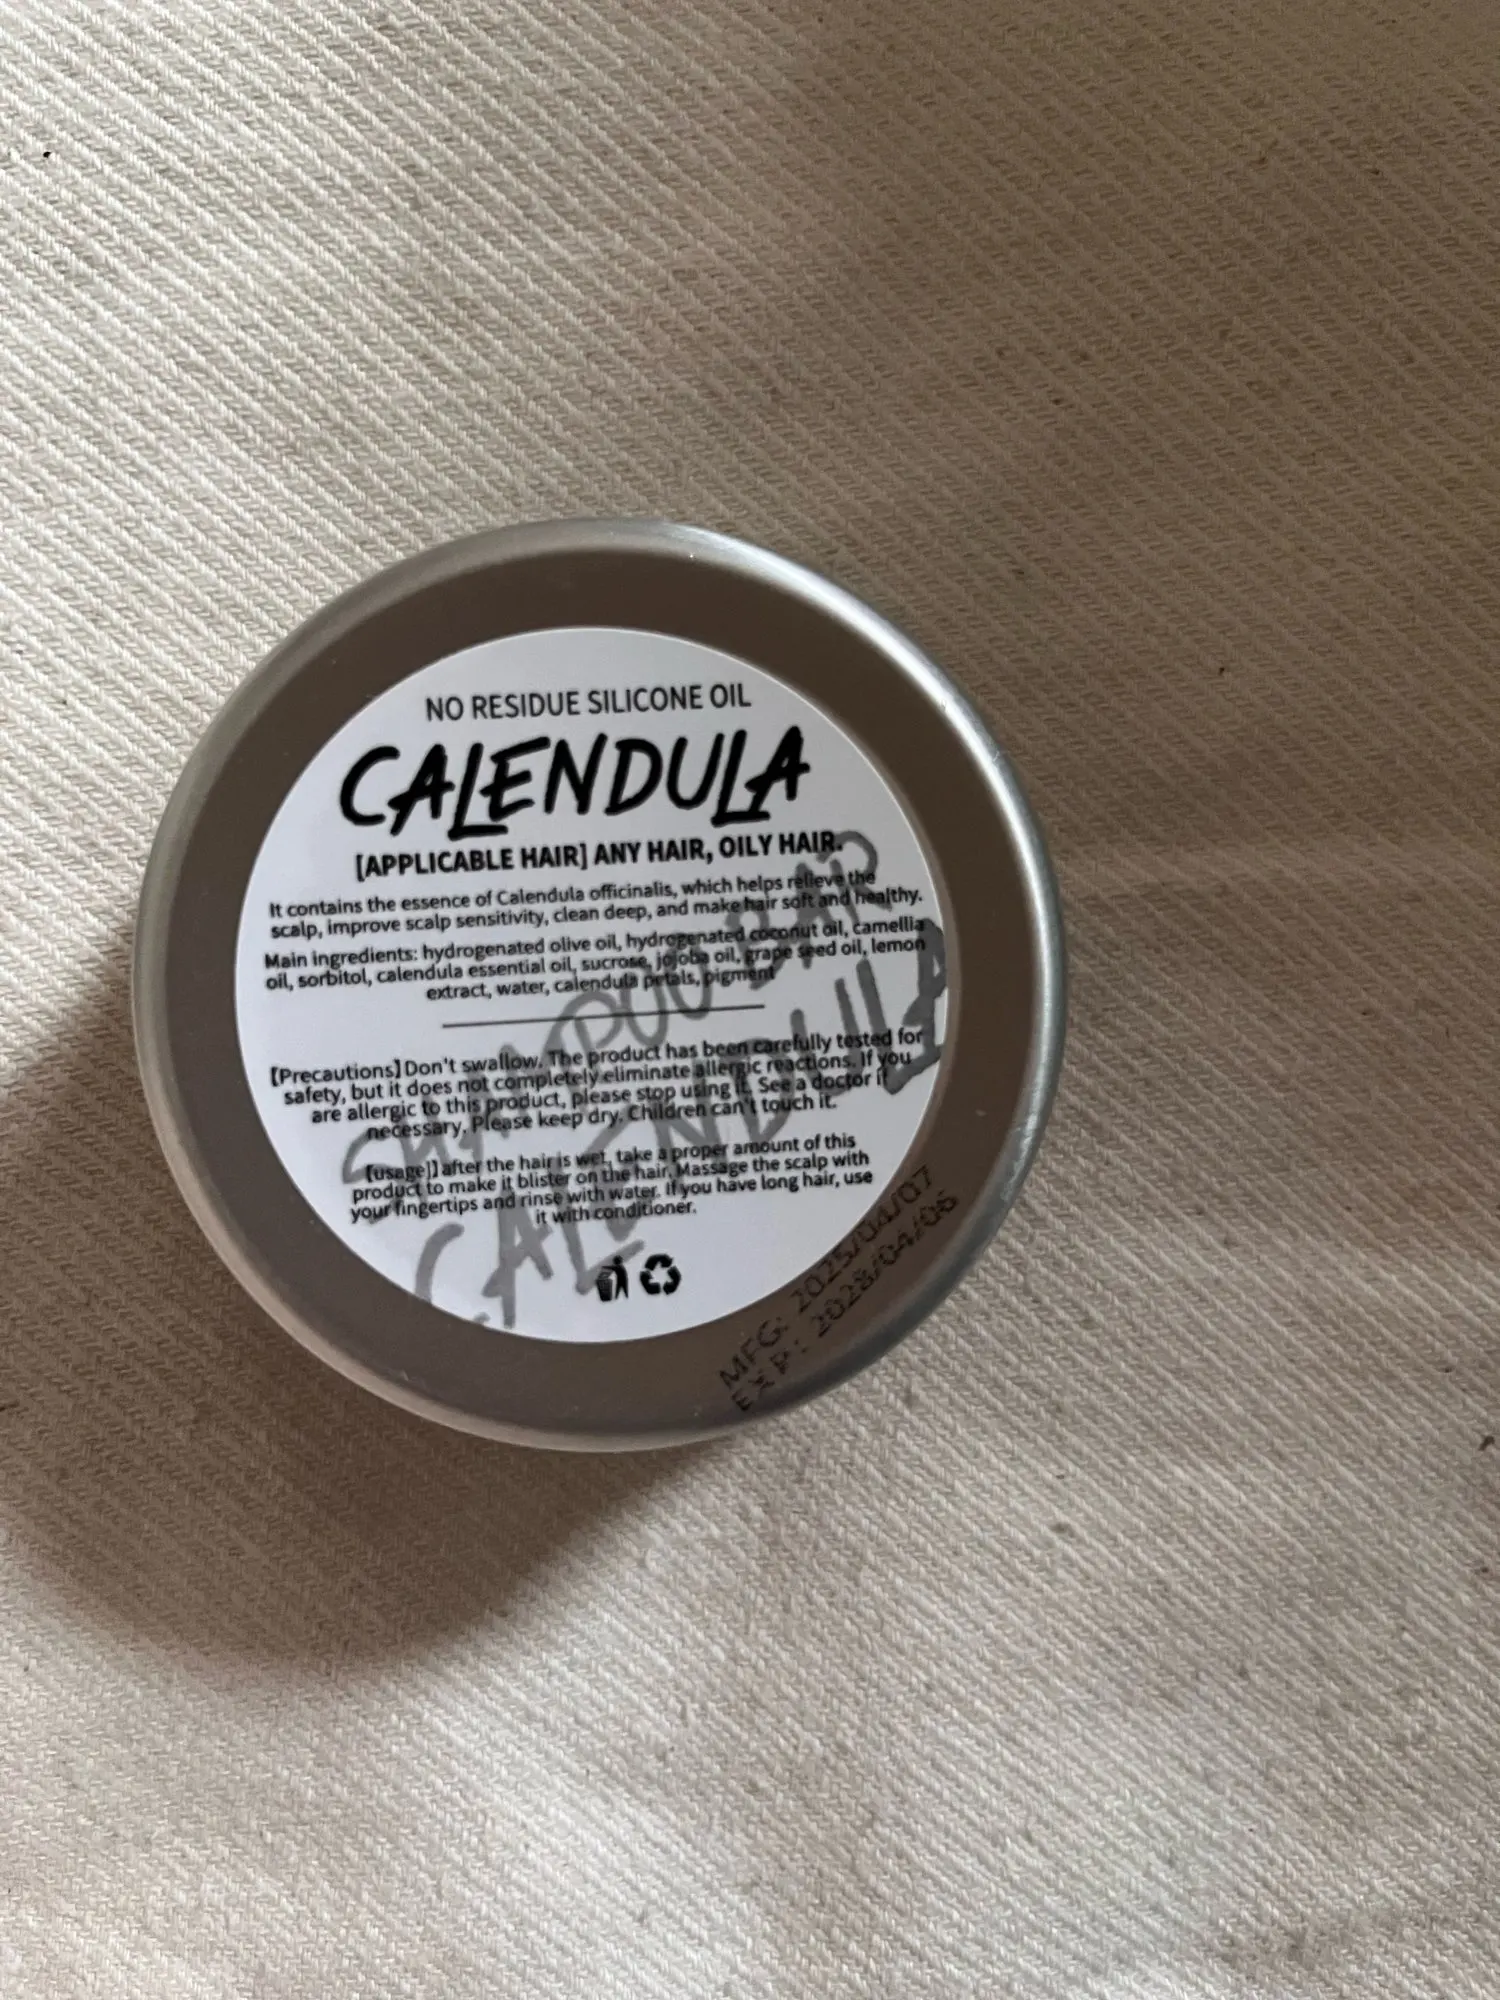 NO RESIDUE SILICONE OIL
CALENDULA
[APPLICABLE HAIR] ANY HAIR, OILY HAIR.
It contains the essence of Calendula officinalis, which helps relieve the
scalp, improve scalp sensitivity, clean deep, and make hair soft and healthy.
Main ingredients: hydrogenated olive oil, hydrogenated coconut oil, camellia
oil, sorbitol, calendula essential oil, sucrose, jojoba oil, grape seed oil, lemon
extract, water, calendula petals, pigment
【Precautions】Don't swallow. The product has been carefully tested for
safety, but it does not completely eliminate allergic reactions. If you
are allergic to this product, please stop using it. See a doctor if
necessary. Please keep dry. Children can't touch it.
【usage]】after the hair is wet, take a proper amount of this
product to make it blister on the hair. Massage the scalp with
your fingertips and rinse with water. If you have long hair, use
it with conditioner.
SHAMPOO BAR
CALENDULA
MFG: 2025/04/07
EXP: 2028/04/06